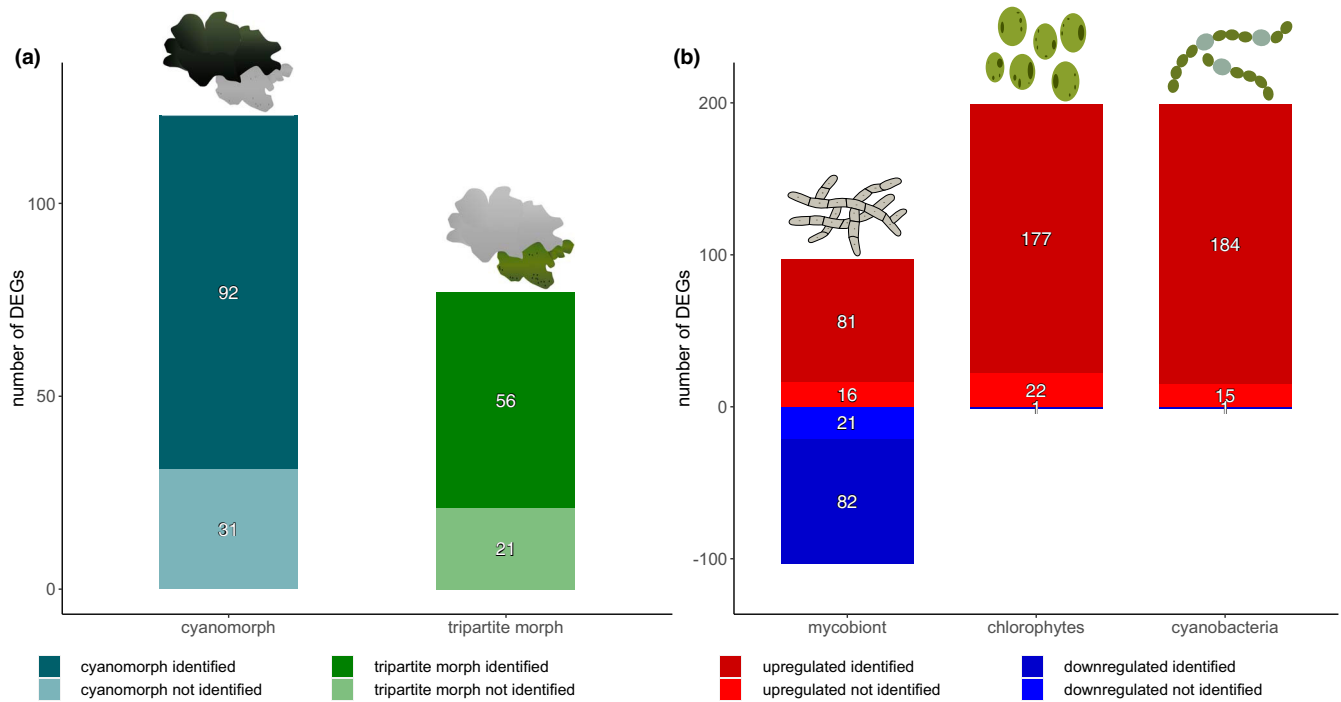 (a)
number of DEGs
100
50
0
92
31
56
21
cyanomorph
tripartite morph
cyanomorph identified
cyanomorph not identified
tripartite morph identified
tripartite morph not identified
(b)
number of DEGs
200
100
0
-100
81
16
21
82
177
22
1
184
15
1
mycobiont
chlorophytes
cyanobacteria
upregulated identified
upregulated not identified
downregulated identified
downregulated not identified